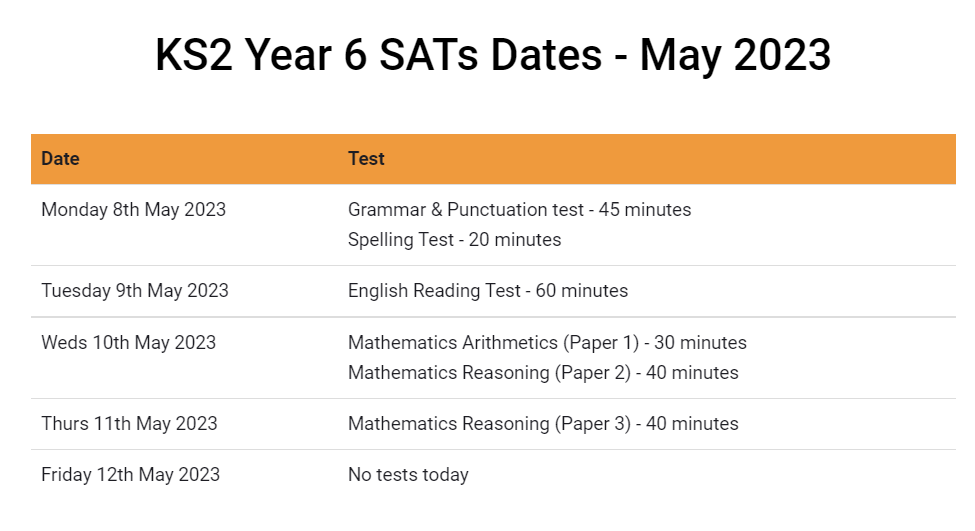 KS2 Year 6 SATs Dates - May 2023
Date Test
Monday 8th May 2023 Grammar & Punctuation test - 45 minutes
Spelling Test - 20 minutes
Tuesday 9th May 2023 English Reading Test - 60 minutes
Weds 10th May 2023 Mathematics Arithmetics (Paper 1) - 30 minutes
Mathematics Reasoning (Paper 2) - 40 minutes
Thurs 11th May 2023 Mathematics Reasoning (Paper 3) - 40 minutes
Friday 12th May 2023 No tests today